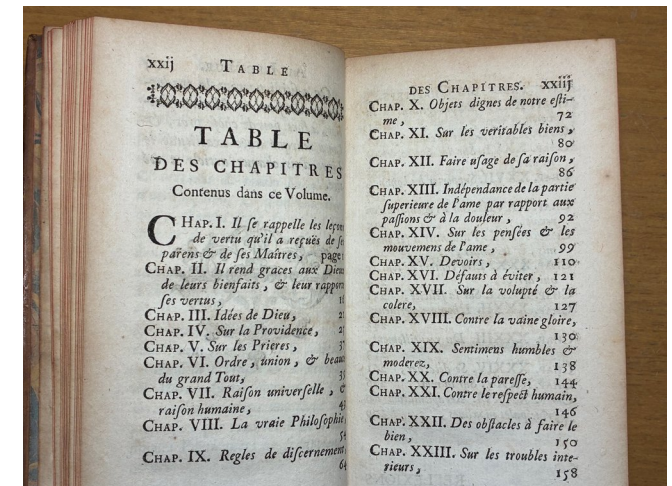 xxij TABLE
TABLE
DES CHAPITRES
Contenus dans ce Volume.
CHAP. I. Il ſe rappelle les leçons
de vertu qu'il a reçuës de ſes
parens & de ſes Maîtres, page
CHAP. II. Il rend graces aux Dieux
de leurs bienfaits, & leur rapporte
ſes vertus,
CHAP. III. Idées de Dieu,
CHAP. IV. Sur la Providence,
CHAP. V. Sur les Prieres,
CHAP. VI. Ordre, union, & beauté
du grand Tout,
CHAP. VII. Raiſon univerſelle, &
raiſon humaine,
CHAP. VIII. La vraie Philoſophie,
CHAP. IX. Regles de diſcernement
64
DES CHAPITRES. xxiij
CHAP. X. Objets dignes de notre eſti-
me, 72
CHAP. XI. Sur les veritables biens,
80
CHAP. XII. Faire uſage de ſa raiſon,
86
CHAP. XIII. Indépendance de la partie
ſuperieure de l'ame par rapport aux
paſſions & à la douleur, 92
CHAP. XIV. Sur les penſées & les
mouvemens de l'ame, 99
CHAP. XV. Devoirs, 110
CHAP. XVI. Défauts à éviter, 121
CHAP. XVII. Sur la volupté & la
colere, 127
CHAP. XVIII. Contre la vaine gloire,
130
CHAP. XIX. Sentimens humbles &
moderez, 138
CHAP. XX. Contre la pareſſe, 144
CHAP. XXI. Contre le reſpect humain,
146
CHAP. XXII. Des obſtacles à faire le
bien, 150
CHAP. XXIII. Sur les troubles inte-
rieurs, 158